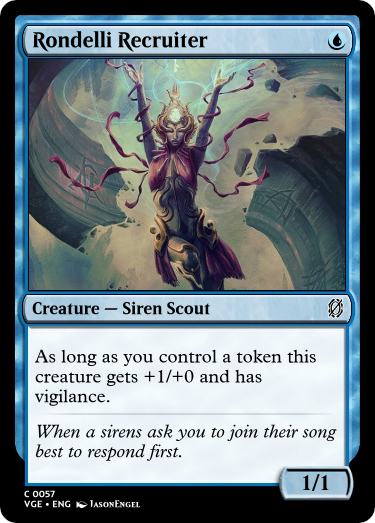 Rondelli Recruiter
Creature — Siren Scout
As long as you control a token this
creature gets +1/+0 and has
vigilance.
When a sirens ask you to join their song
best to respond first.
1/1
C 0057
VGE • ENG JasonEngel